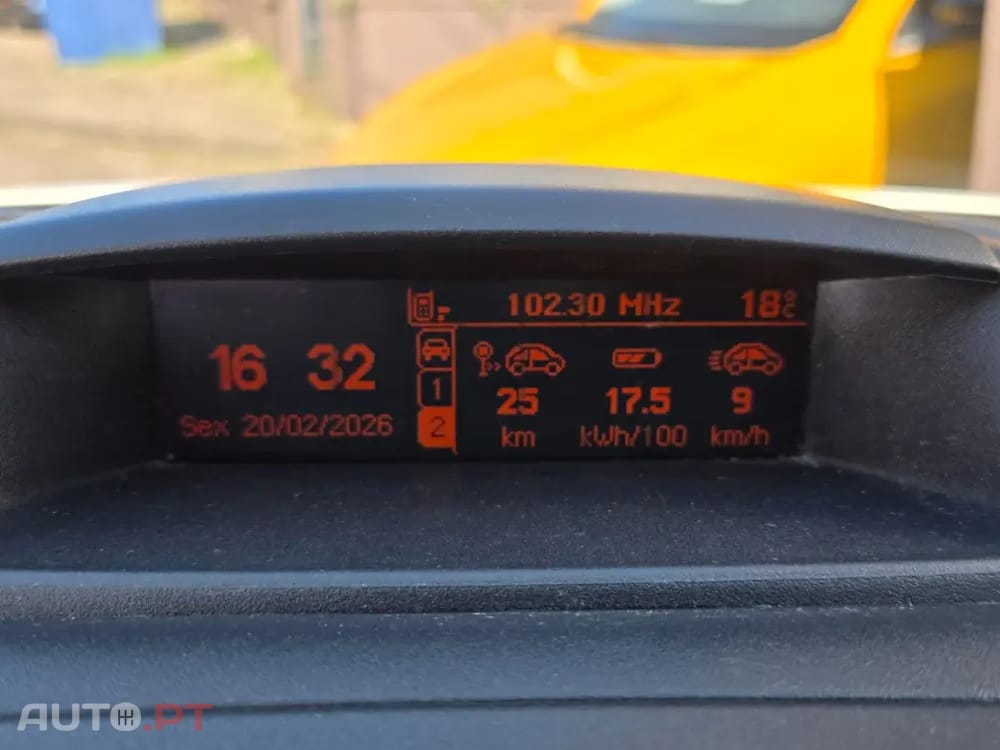 102.30 MHz 18°C
16 32
Sex 20/02/2026
1
2
25 17.5 9
km kWh/100 km/h
AUTO.PT